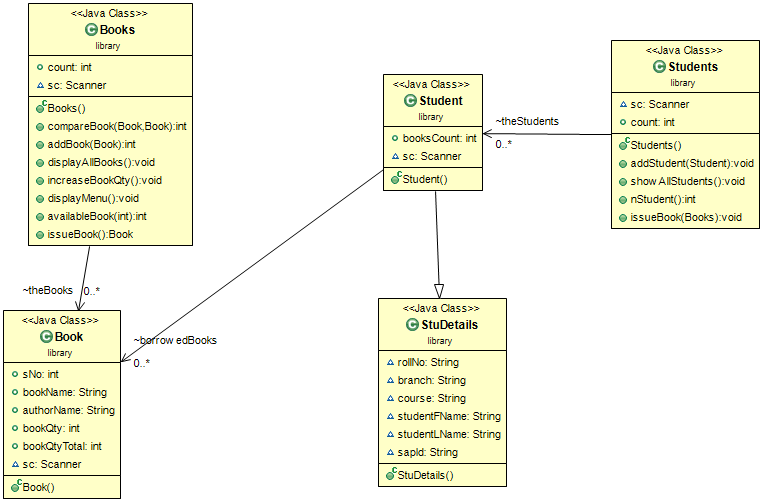 <<Java Class>>
Books
library
count: int
sc: Scanner
Books()
compareBook(Book,Book):int
addBook(Book):int
displayAllBooks():void
increaseBookQty():void
displayMenu():void
availableBook(int):int
issueBook():Book
~theBooks
0..*
<<Java Class>>
Book
library
sNo: int
bookName: String
authorName: String
bookQty: int
bookQtyTotal: int
sc: Scanner
Book()
<<Java Class>>
Student
library
booksCount: int
sc: Scanner
Student()
~borrow edBooks
0..*
<<Java Class>>
StuDetails
library
rollNo: String
branch: String
course: String
studentFName: String
studentLName: String
sapId: String
StuDetails()
~theStudents
0..*
<<Java Class>>
Students
library
sc: Scanner
count: int
Students()
addStudent(Student):void
show AllStudents():void
nStudent():int
issueBook(Books):void